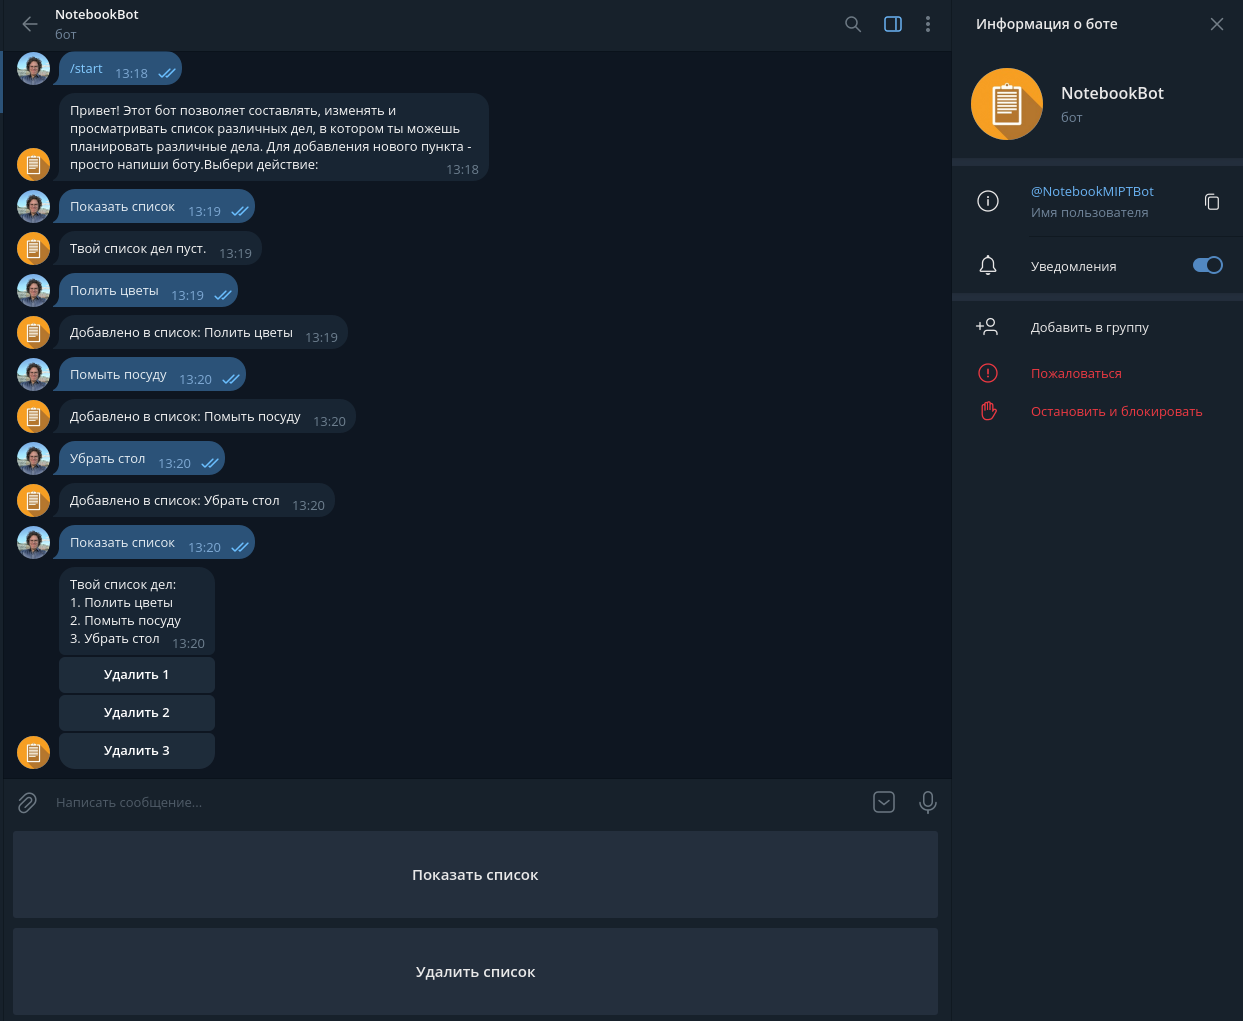 NotebookBot
бот
/start 13:18
Привет! Этот бот позволяет составлять, изменять и
просматривать список различных дел, в котором ты можешь
планировать различные дела. Для добавления нового пункта -
просто напиши боту.Выбери действие: 13:18
Показать список 13:19
Твой список дел пуст. 13:19
Полить цветы 13:19
Добавлено в список: Полить цветы 13:19
Помыть посуду 13:20
Добавлено в список: Помыть посуду 13:20
Убрать стол 13:20
Добавлено в список: Убрать стол 13:20
Показать список 13:20
Твой список дел:
1. Полить цветы
2. Помыть посуду
3. Убрать стол 13:20
Удалить 1
Удалить 2
Удалить 3
Написать сообщение...
Показать список
Удалить список
Информация о боте
NotebookBot
бот
@NotebookMIPTBot
Имя пользователя
Уведомления
Добавить в группу
Пожаловаться
Остановить и блокировать